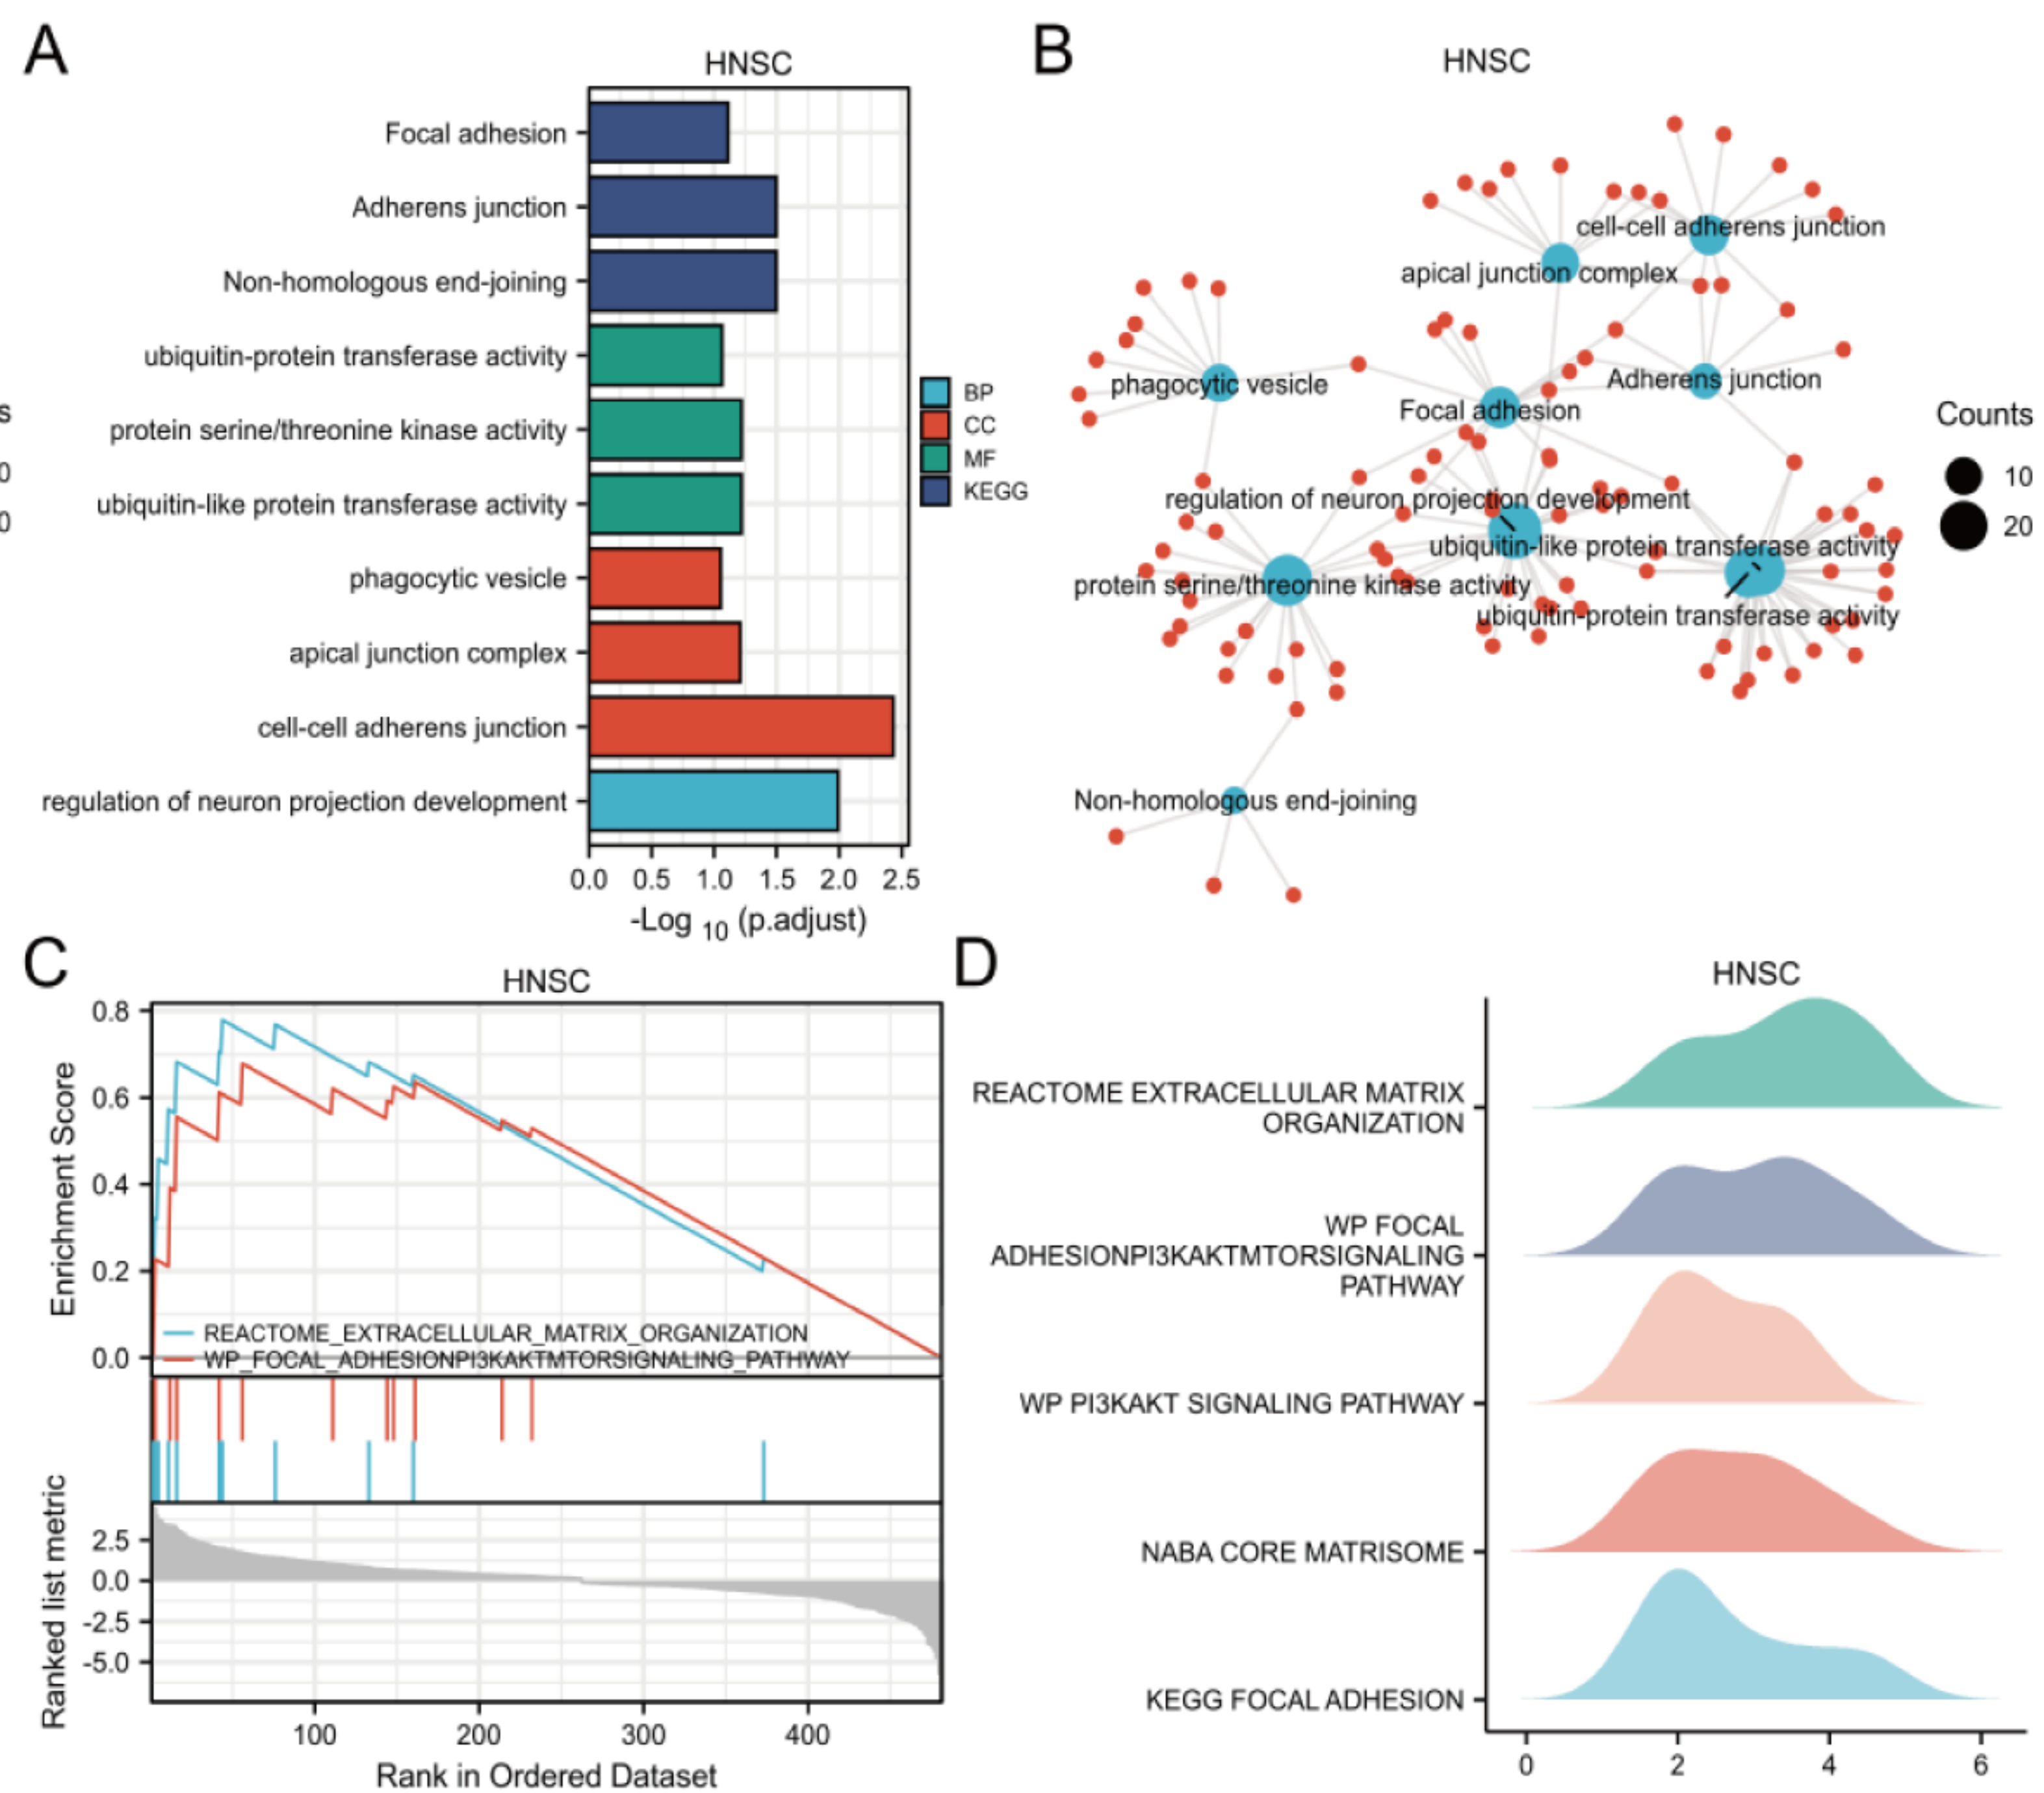 A
HNSC
Focal adhesion
Adherens junction
Non-homologous end-joining
ubiquitin-protein transferase activity
protein serine/threonine kinase activity
ubiquitin-like protein transferase activity
phagocytic vesicle
apical junction complex
cell-cell adherens junction
regulation of neuron projection development
0.0 0.5 1.0 1.5 2.0 2.5
-Log 10 (p.adjust)
BP
CC
MF
KEGG
s
0
0
B
HNSC
cell-cell adherens junction
apical junction complex
phagocytic vesicle
Adherens junction
Focal adhesion
regulation of neuron projection development
ubiquitin-like protein transferase activity
protein serine/threonine kinase activity
ubiquitin-protein transferase activity
Non-homologous end-joining
Counts
10
20
C
HNSC
Enrichment Score
0.8
0.6
0.4
0.2
0.0
REACTOME_EXTRACELLULAR_MATRIX_ORGANIZATION
WP_FOCAL_ADHESIONPI3KAKTMTORSIGNALING_PATHWAY
Ranked list metric
2.5
0.0
-2.5
-5.0
100 200 300 400
Rank in Ordered Dataset
D
HNSC
REACTOME EXTRACELLULAR MATRIX
ORGANIZATION
WP FOCAL
ADHESIONPI3KAKTMTORSIGNALING
PATHWAY
WP PI3KAKT SIGNALING PATHWAY
NABA CORE MATRISOME
KEGG FOCAL ADHESION
0 2 4 6